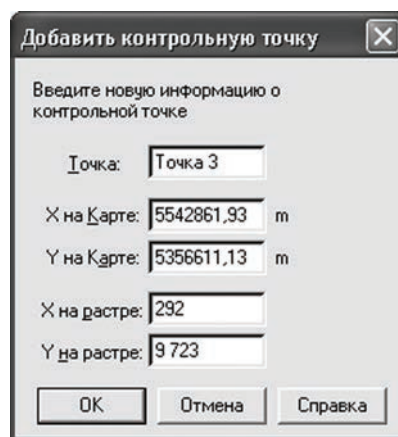 Добавить контрольную точку
Введите новую информацию о
контрольной точке
Точка: Точка 3
X на Карте: 5542861,93 m
Y на Карте: 5356611,13 m
X на растре: 292
Y на растре: 9 723
OK Отмена Справка